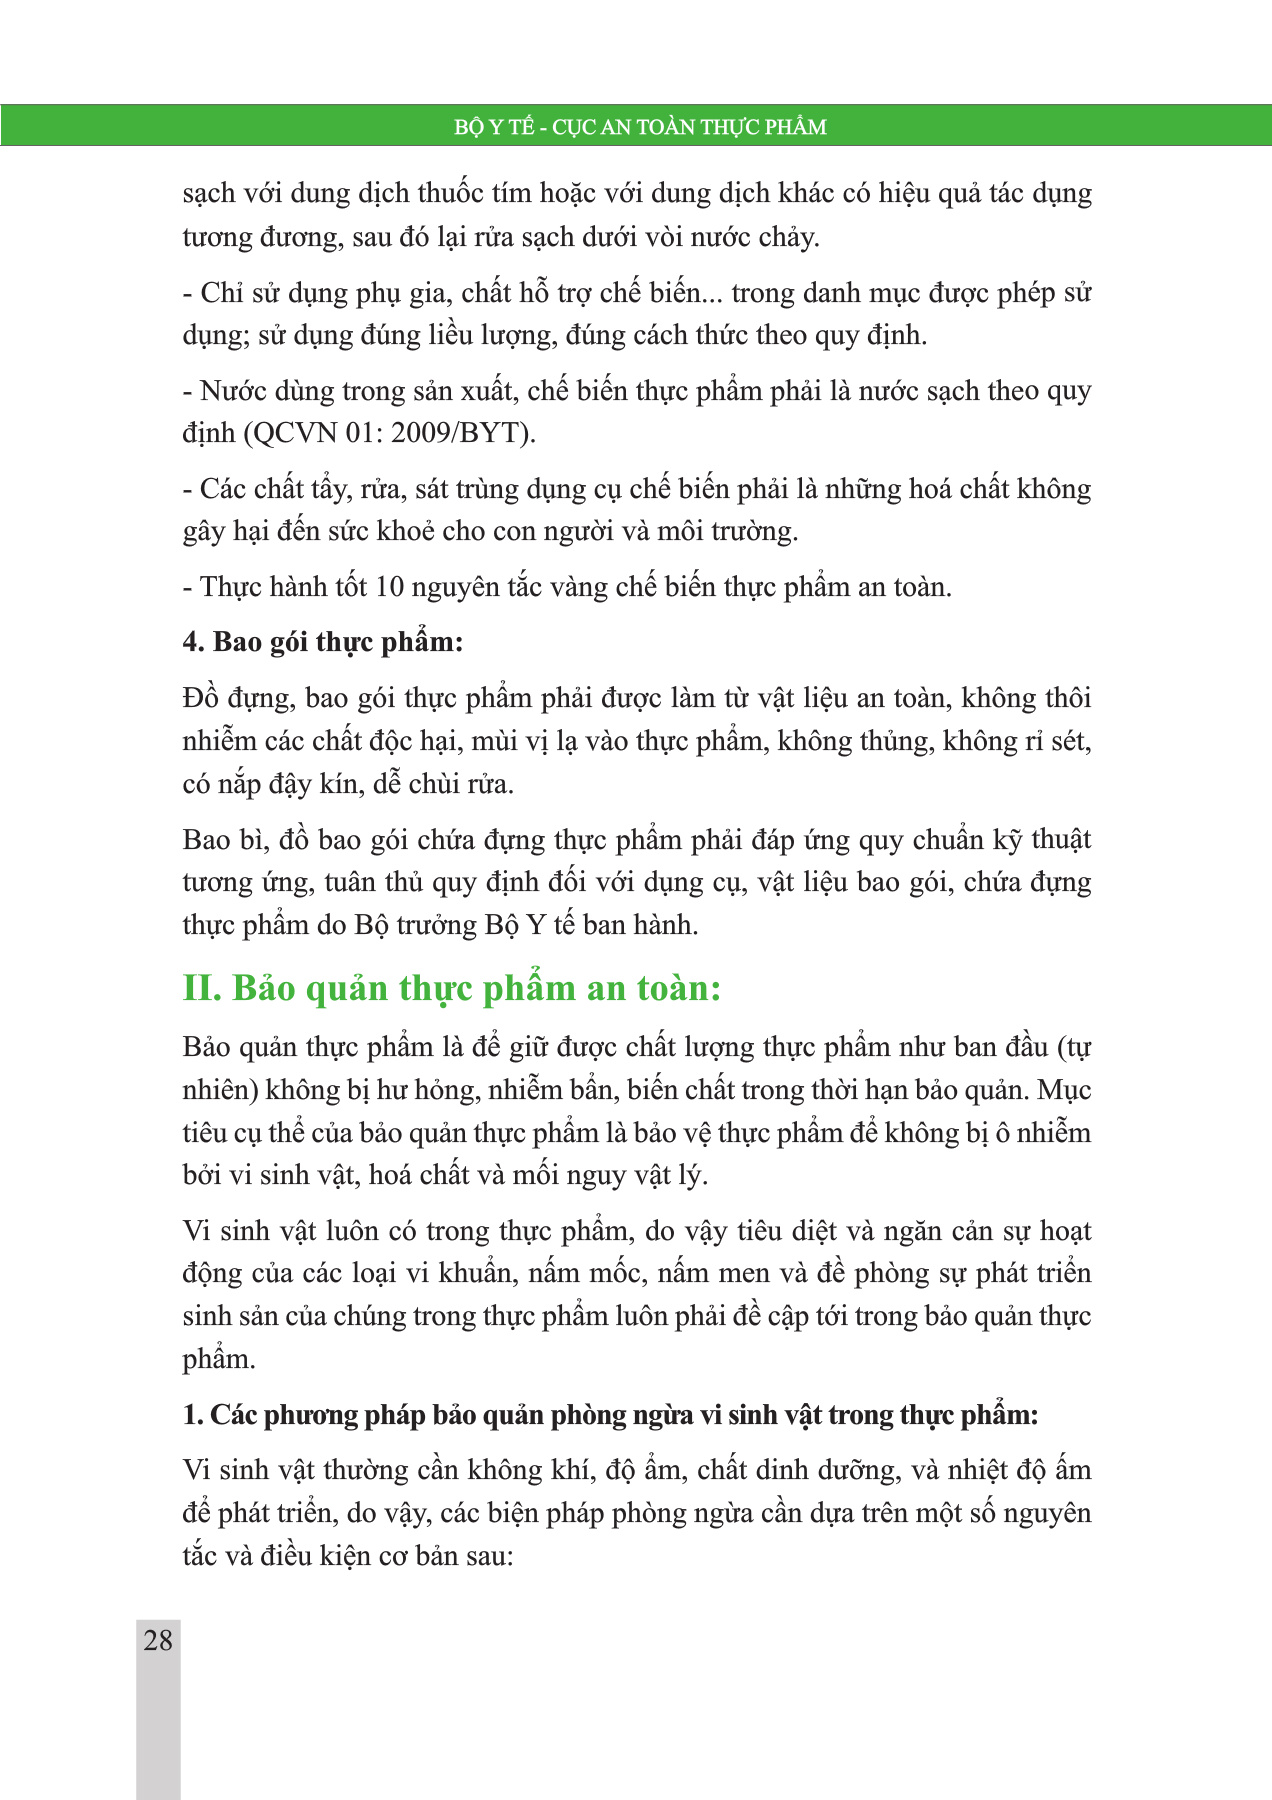 BỘ Y TẾ - CỤC AN TOÀN THỰC PHẨM
sạch với dung dịch thuốc tím hoặc với dung dịch khác có hiệu quả tác dụng
tương đương, sau đó lại rửa sạch dưới vòi nước chảy.
- Chỉ sử dụng phụ gia, chất hỗ trợ chế biến... trong danh mục được phép sử
dụng; sử dụng đúng liều lượng, đúng cách thức theo quy định.
- Nước dùng trong sản xuất, chế biến thực phẩm phải là nước sạch theo quy
định (QCVN 01: 2009/BYT).
- Các chất tẩy, rửa, sát trùng dụng cụ chế biến phải là những hoá chất không
gây hại đến sức khoẻ cho con người và môi trường.
- Thực hành tốt 10 nguyên tắc vàng chế biến thực phẩm an toàn.
4. Bao gói thực phẩm:
Đồ đựng, bao gói thực phẩm phải được làm từ vật liệu an toàn, không thôi
nhiễm các chất độc hại, mùi vị lạ vào thực phẩm, không thủng, không rỉ sét,
có nắp đậy kín, dễ chùi rửa.
Bao bì, đồ bao gói chứa đựng thực phẩm phải đáp ứng quy chuẩn kỹ thuật
tương ứng, tuân thủ quy định đối với dụng cụ, vật liệu bao gói, chứa đựng
thực phẩm do Bộ trưởng Bộ Y tế ban hành.
II. Bảo quản thực phẩm an toàn:
Bảo quản thực phẩm là để giữ được chất lượng thực phẩm như ban đầu (tự
nhiên) không bị hư hỏng, nhiễm bẩn, biến chất trong thời hạn bảo quản. Mục
tiêu cụ thể của bảo quản thực phẩm là bảo vệ thực phẩm để không bị ô nhiễm
bởi vi sinh vật, hoá chất và mối nguy vật lý.
Vi sinh vật luôn có trong thực phẩm, do vậy tiêu diệt và ngăn cản sự hoạt
động của các loại vi khuẩn, nấm mốc, nấm men và đề phòng sự phát triển
sinh sản của chúng trong thực phẩm luôn phải đề cập tới trong bảo quản thực
phẩm.
1. Các phương pháp bảo quản phòng ngừa vi sinh vật trong thực phẩm:
Vi sinh vật thường cần không khí, độ ẩm, chất dinh dưỡng, và nhiệt độ ấm
để phát triển, do vậy, các biện pháp phòng ngừa cần dựa trên một số nguyên
tắc và điều kiện cơ bản sau:
28